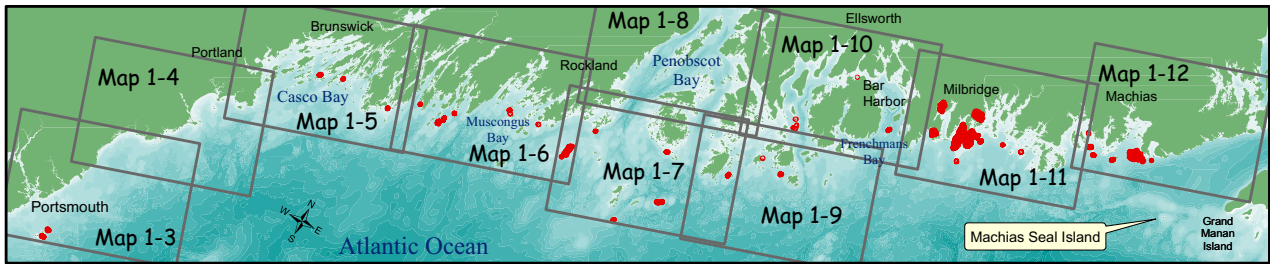 Map 1-8
Ellsworth
Brunswick
Map 1-10
Portland
Penobscot
Bay
Map 1-12
Map 1-4
Rockland
Bar
Harbor
Milbridge
Machias
Casco Bay
Map 1-5
Muscongus
Bay
Map 1-6
Frenchmans
Bay
Map 1-7
Map 1-11
Portsmouth
Map 1-9
N
W
E
S
Map 1-3
Atlantic Ocean
Machias Seal Island
Grand
Manan
Island